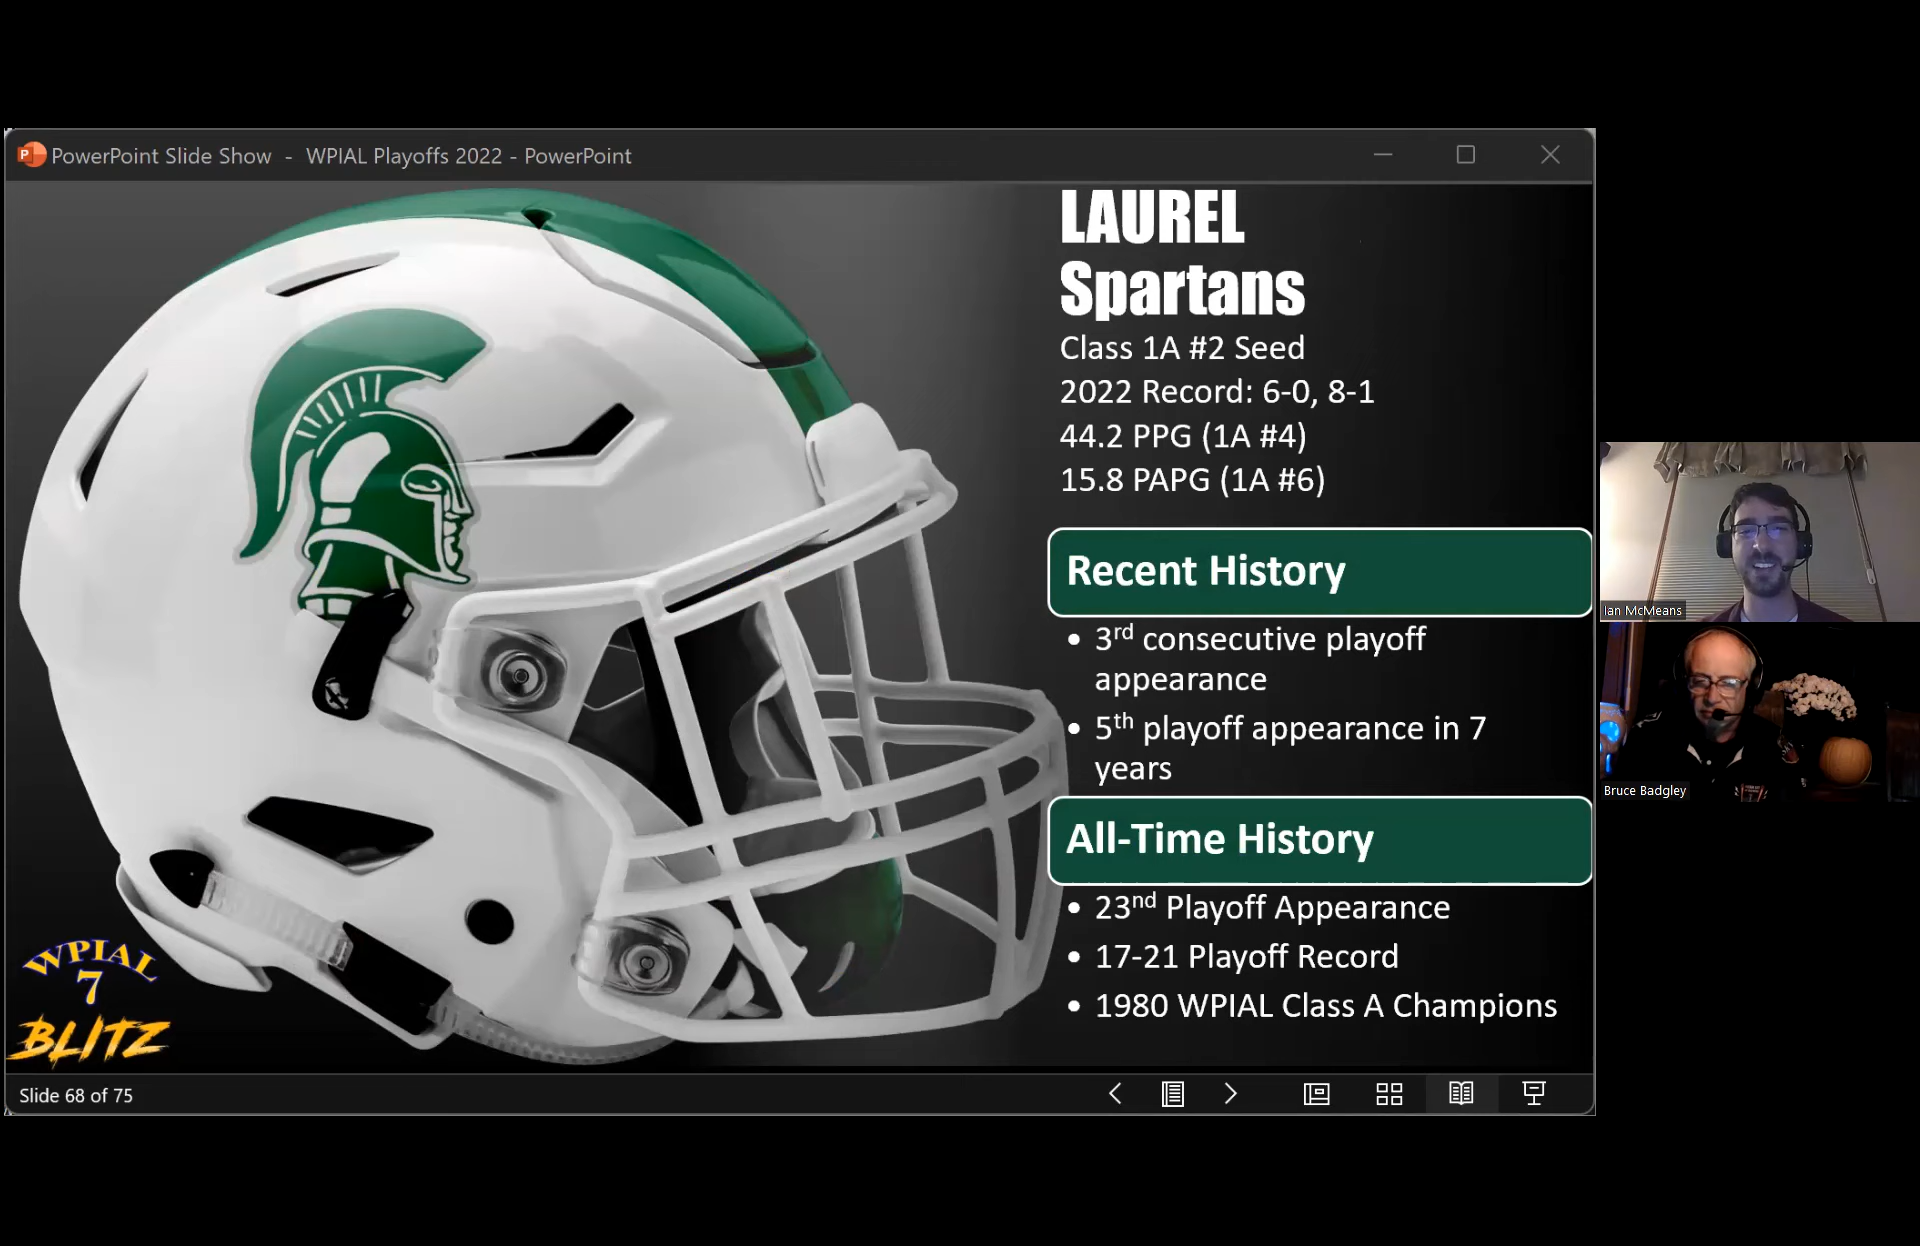 PowerPoint Slide Show - WPIAL Playoffs 2022 - PowerPoint
LAUREL
Spartans
Class 1A #2 Seed
2022 Record: 6-0, 8-1
44.2 PPG (1A #4)
15.8 PAPG (1A #6)
Recent History
• 3rd consecutive playoff
appearance
• 5th playoff appearance in 7
years
All-Time History
• 23nd Playoff Appearance
• 17-21 Playoff Record
• 1980 WPIAL Class A Champions
WPIAL
7
BLITZ
Slide 68 of 75
Ian McMeans
Bruce Badgley